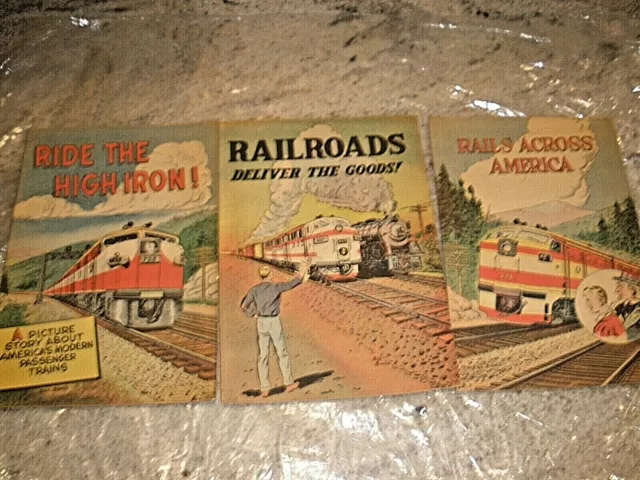 RIDE THE
HIGH IRON!
A PICTURE
STORY ABOUT
AMERICA'S MODERN
PASSENGER
TRAINS
RAILROADS
DELIVER THE GOODS!
RAILS ACROSS
AMERICA